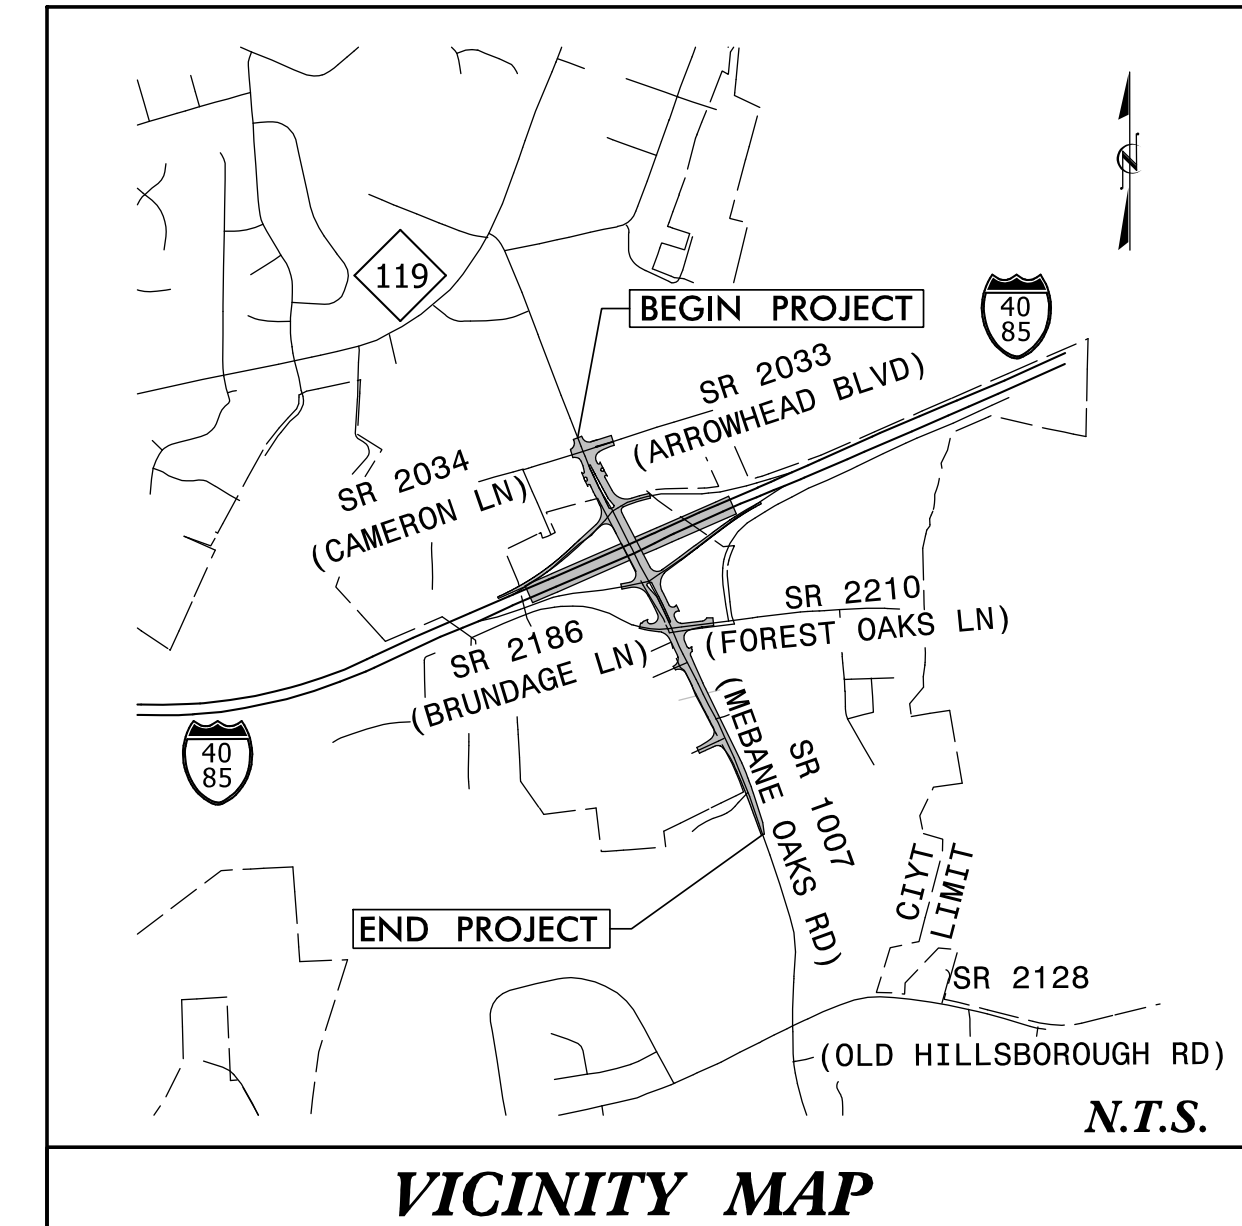 119
BEGIN PROJECT
40
85
SR 2033
(ARROWHEAD BLVD)
SR 2034
(CAMERON LN)
SR 2210
(FOREST OAKS LN)
SR 2186
(BRUNDAGE LN)
40
85
SR 1007
(MEBANE OAKS RD)
CIYT
LIMIT
END PROJECT
SR 2128
(OLD HILLSBOROUGH RD)
N.T.S.
VICINITY MAP
N